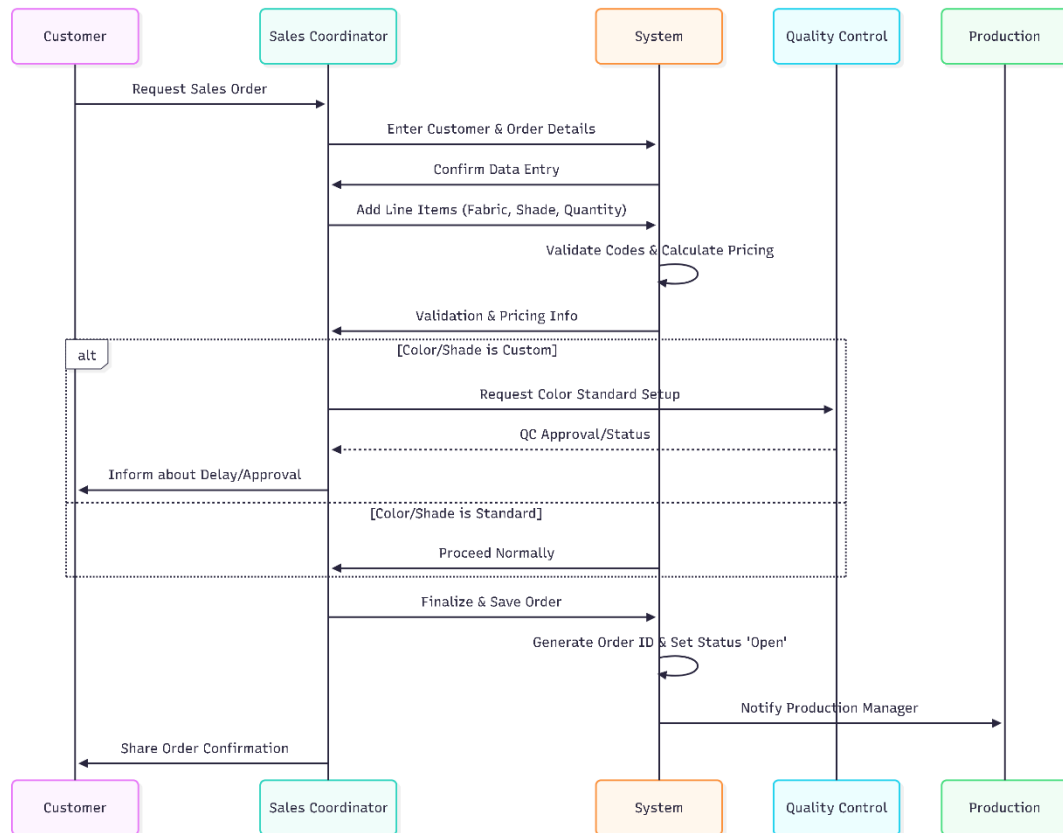 Customer
Sales Coordinator
System
Quality Control
Production
Request Sales Order
Enter Customer & Order Details
Confirm Data Entry
Add Line Items (Fabric, Shade, Quantity)
Validate Codes & Calculate Pricing
Validation & Pricing Info
alt
[Color/Shade is Custom]
Request Color Standard Setup
QC Approval/Status
Inform about Delay/Approval
[Color/Shade is Standard]
Proceed Normally
Finalize & Save Order
Generate Order ID & Set Status 'Open'
Notify Production Manager
Share Order Confirmation
Customer
Sales Coordinator
System
Quality Control
Production